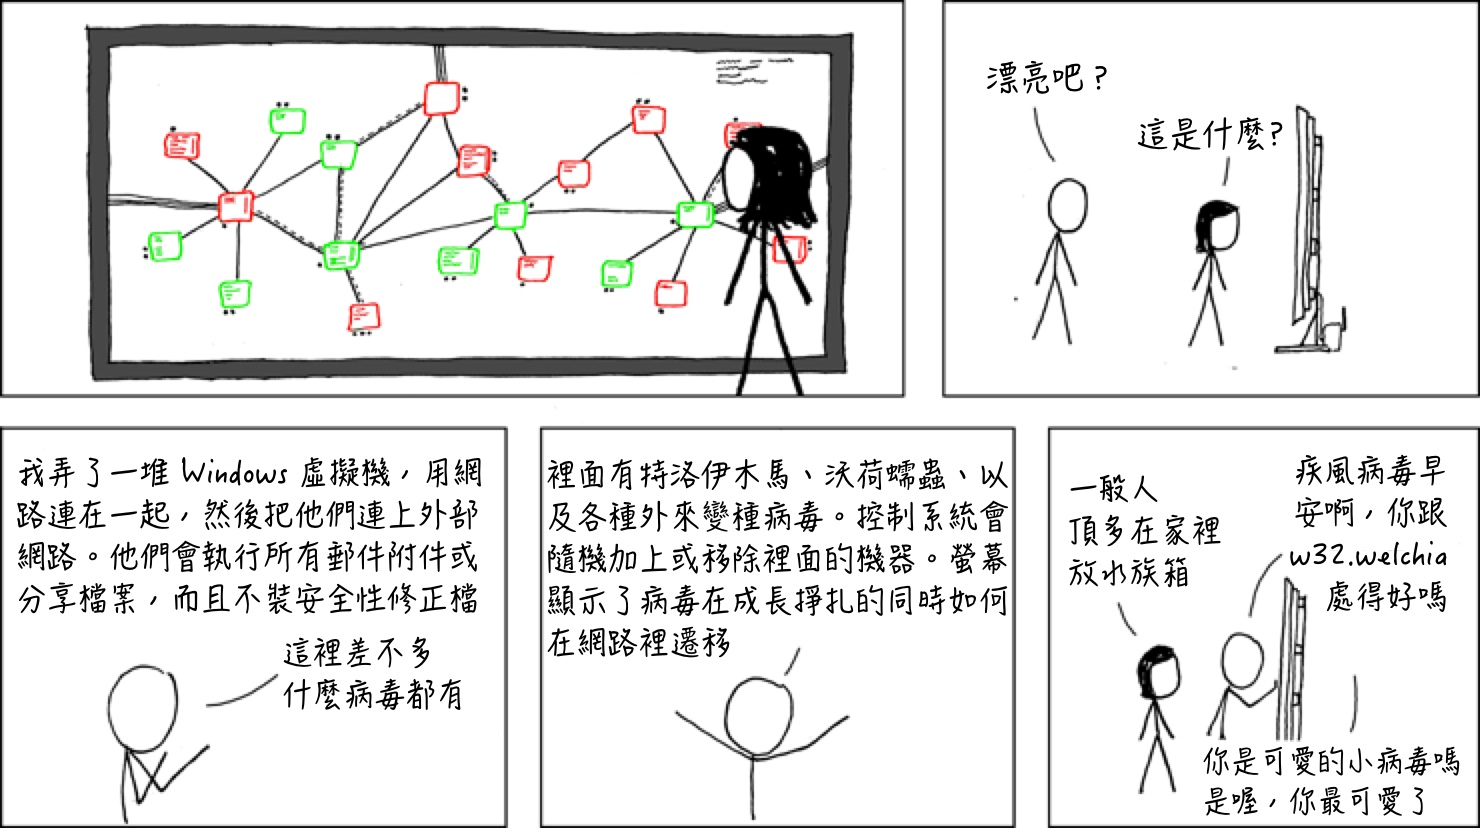 漂亮吧？
這是什麼？
我弄了一堆 Windows 虛擬機，用網
路連在一起，然後把他們連上外部
網路。他們會執行所有郵件附件或
分享檔案，而且不裝安全性修正檔
這裡差不多
什麼病毒都有
裡面有特洛伊木馬、沃荷蠕蟲、以
及各種外來變種病毒。控制系統會
隨機加上或移除裡面的機器。螢幕
顯示了病毒在成長掙扎的同時如何
在網路裡遷移
一般人
頂多在家裡
放水族箱
疾風病毒早
安啊，你跟
w32.welchia
處得好嗎
你是可愛的小病毒嗎
是喔，你最可愛了